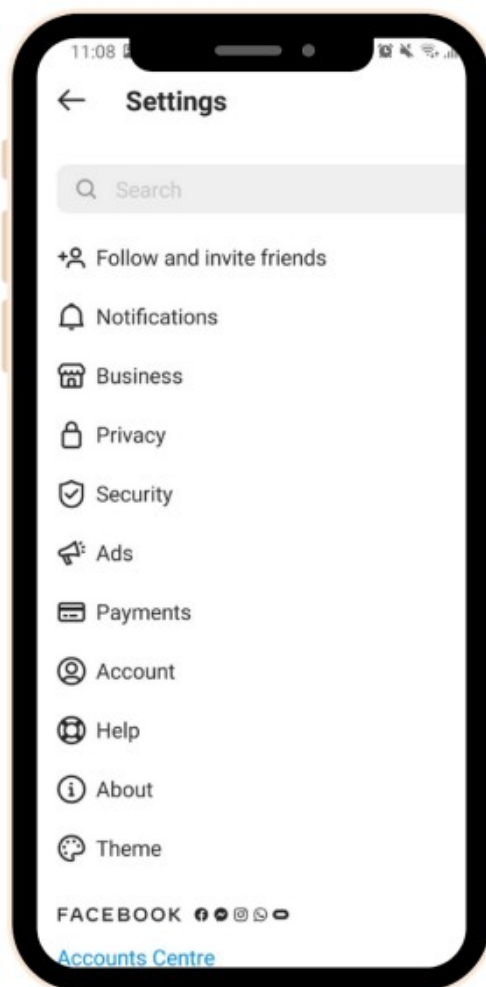 11:08
Settings
Search
Follow and invite friends
Notifications
Business
Privacy
Security
Ads
Payments
Account
Help
About
Theme
FACEBOOK
Accounts Centre